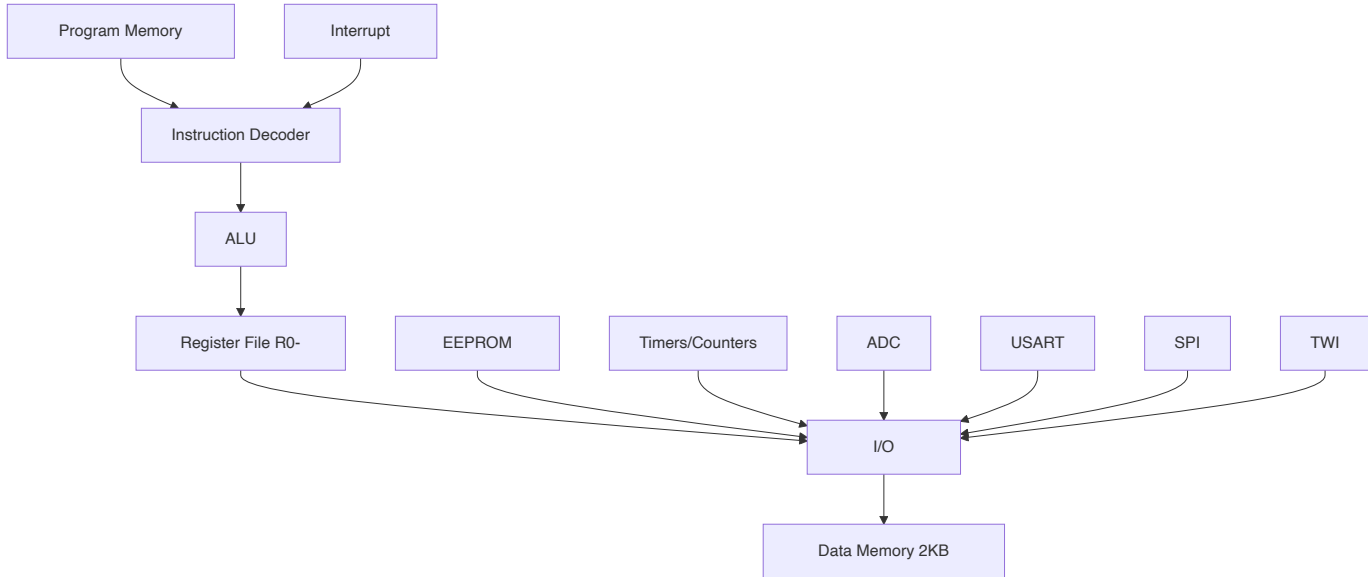 Program Memory
Interrupt
Instruction Decoder
ALU
Register File R0-
EEPROM
Timers/Counters
ADC
USART
SPI
TWI
I/O
Data Memory 2KB